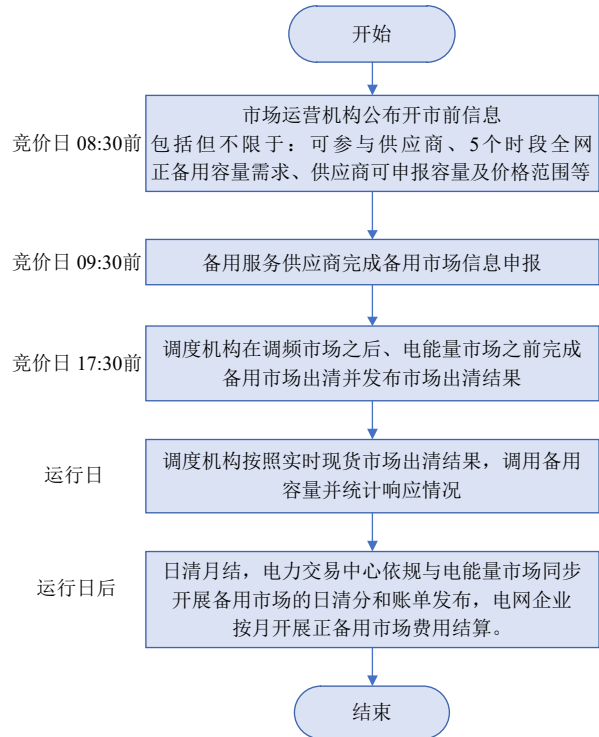 开始
竞价日 08:30前
市场运营机构公布开市前信息
包括但不限于：可参与供应商、5个时段全网
正备用容量需求、供应商可申报容量及价格范围等
竞价日 09:30前
备用服务供应商完成备用市场信息申报
竞价日 17:30前
调度机构在调频市场之后、电能量市场之前完成
备用市场出清并发布市场出清结果
运行日
调度机构按照实时现货市场出清结果，调用备用
容量并统计响应情况
运行日后
日清月结，电力交易中心依规与电能量市场同步
开展备用市场的日清分和账单发布，电网企业
按月开展正备用市场费用结算。
结束